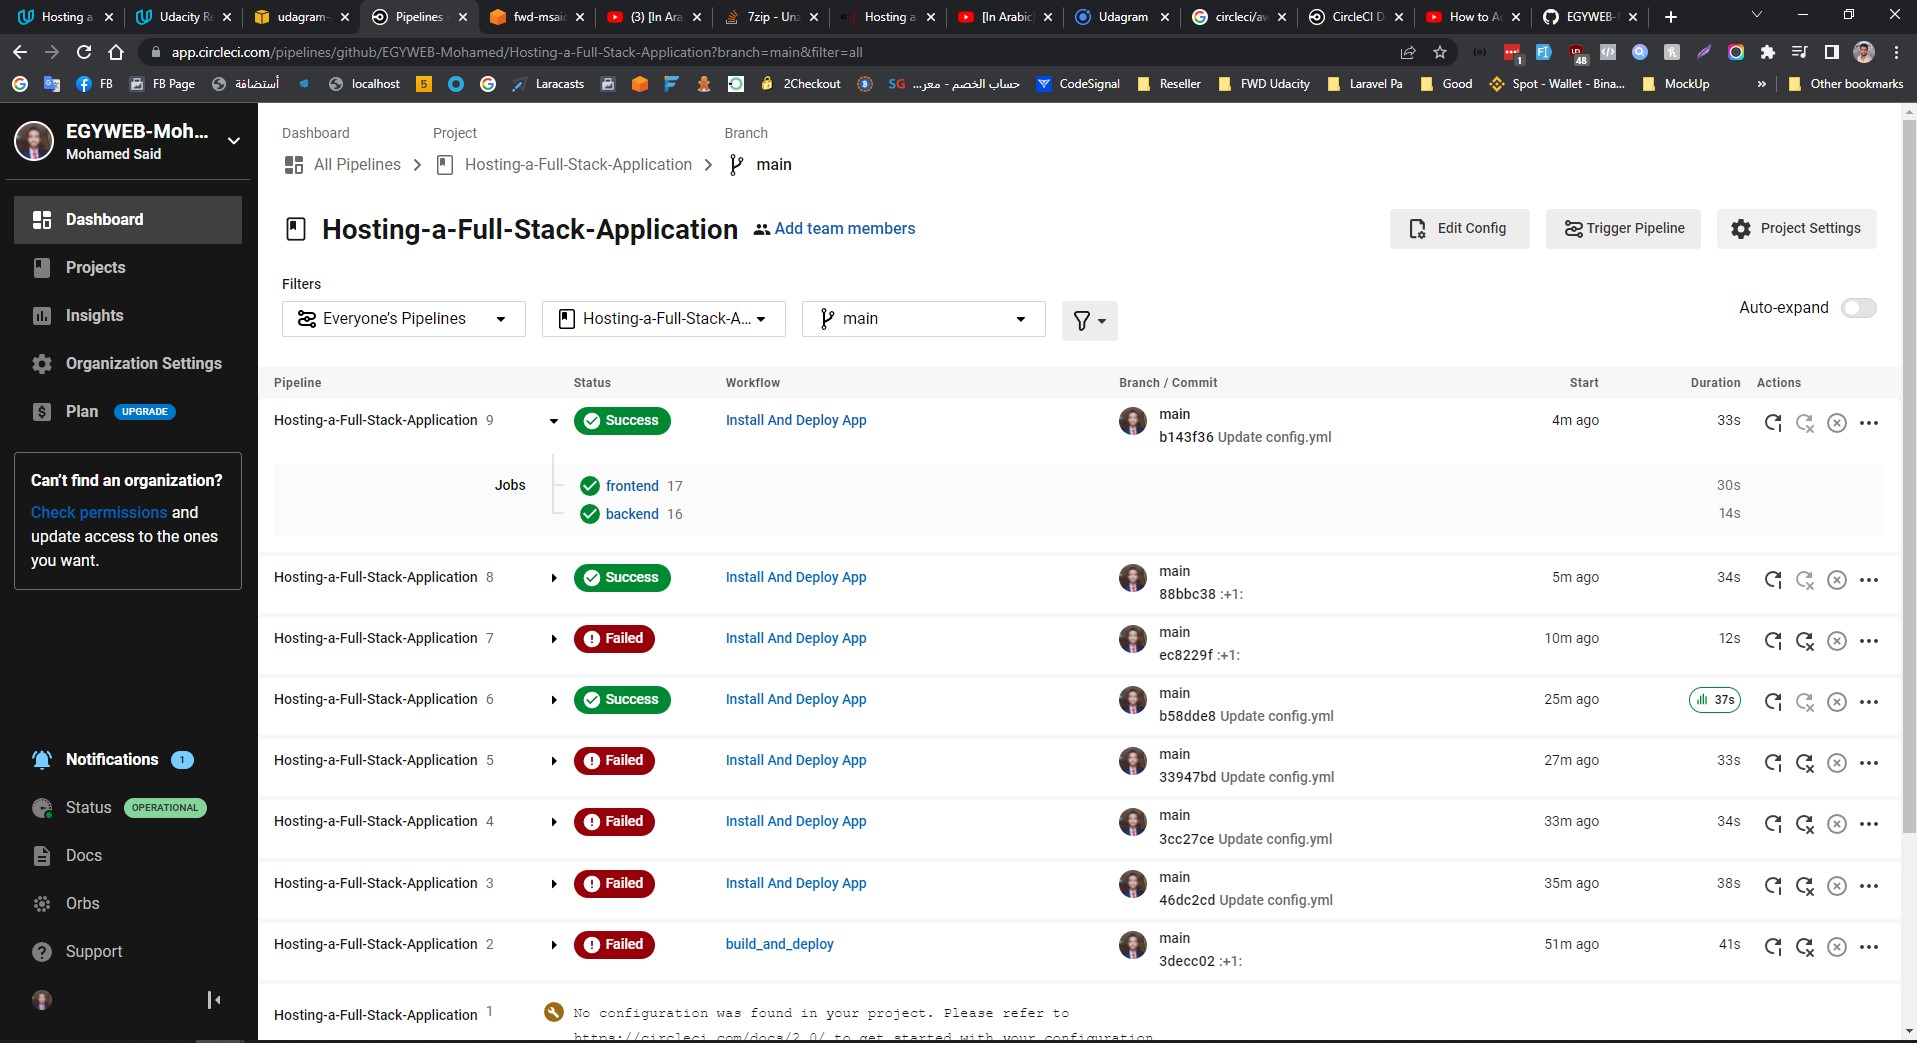 Hosting a
Udacity R
udagram-
Pipelines -
fwd-msaid
(3) [In Ara
7zip - Unz
Hosting a
[In Arabic]
Udagram
circleci/aw
CircleCI D
How to A
EGYWEB-
app.circleci.com/pipelines/github/EGYWEB-Mohamed/Hosting-a-Full-Stack-Application?branch=main&filter=all
1
48
FB
FB Page
أستضافة
localhost
5
Laracasts
2Checkout
SG
حساب الخصم - معر...
CodeSignal
Reseller
FWD Udacity
Laravel Pa
Good
Spot - Wallet - Bina...
MockUp
»
Other bookmarks
EGYWEB-Moh...
Mohamed Said
Dashboard
Projects
Insights
Organization Settings
Plan UPGRADE
Can't find an organization?
Check permissions and
update access to the ones
you want.
Notifications 1
Status OPERATIONAL
Docs
Orbs
Support
Dashboard Project Branch
All Pipelines > Hosting-a-Full-Stack-Application > main
Hosting-a-Full-Stack-Application Add team members
Edit Config Trigger Pipeline Project Settings
Filters
Everyone's Pipelines Hosting-a-Full-Stack-A... main
Auto-expand
Pipeline Status Workflow Branch / Commit Start Duration Actions
Hosting-a-Full-Stack-Application 9 Success Install And Deploy App main 4m ago 33s
b143f36 Update config.yml
Jobs frontend 17 30s
backend 16 14s
Hosting-a-Full-Stack-Application 8 Success Install And Deploy App main 5m ago 34s
88bbc38 :+1:
Hosting-a-Full-Stack-Application 7 Failed Install And Deploy App main 10m ago 12s
ec8229f :+1:
Hosting-a-Full-Stack-Application 6 Success Install And Deploy App main 25m ago 37s
b58dde8 Update config.yml
Hosting-a-Full-Stack-Application 5 Failed Install And Deploy App main 27m ago 33s
33947bd Update config.yml
Hosting-a-Full-Stack-Application 4 Failed Install And Deploy App main 33m ago 34s
3cc27ce Update config.yml
Hosting-a-Full-Stack-Application 3 Failed Install And Deploy App main 35m ago 38s
46dc2cd Update config.yml
Hosting-a-Full-Stack-Application 2 Failed build_and_deploy main 51m ago 41s
3decc02 :+1:
Hosting-a-Full-Stack-Application 1 No configuration was found in your project. Please refer to
https://circleci.com/docs/2.0/ to get started with your configuration